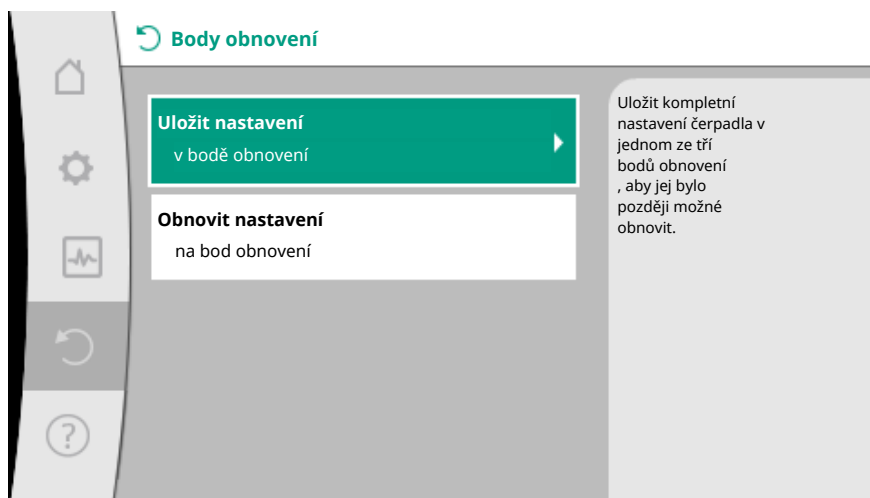 Body obnovení
Uložit nastavení
v bodě obnovení
Obnovit nastavení
na bod obnovení
Uložit kompletní
nastavení čerpadla v
jednom ze tří
bodů obnovení
, aby jej bylo
později možné
obnovit.
?